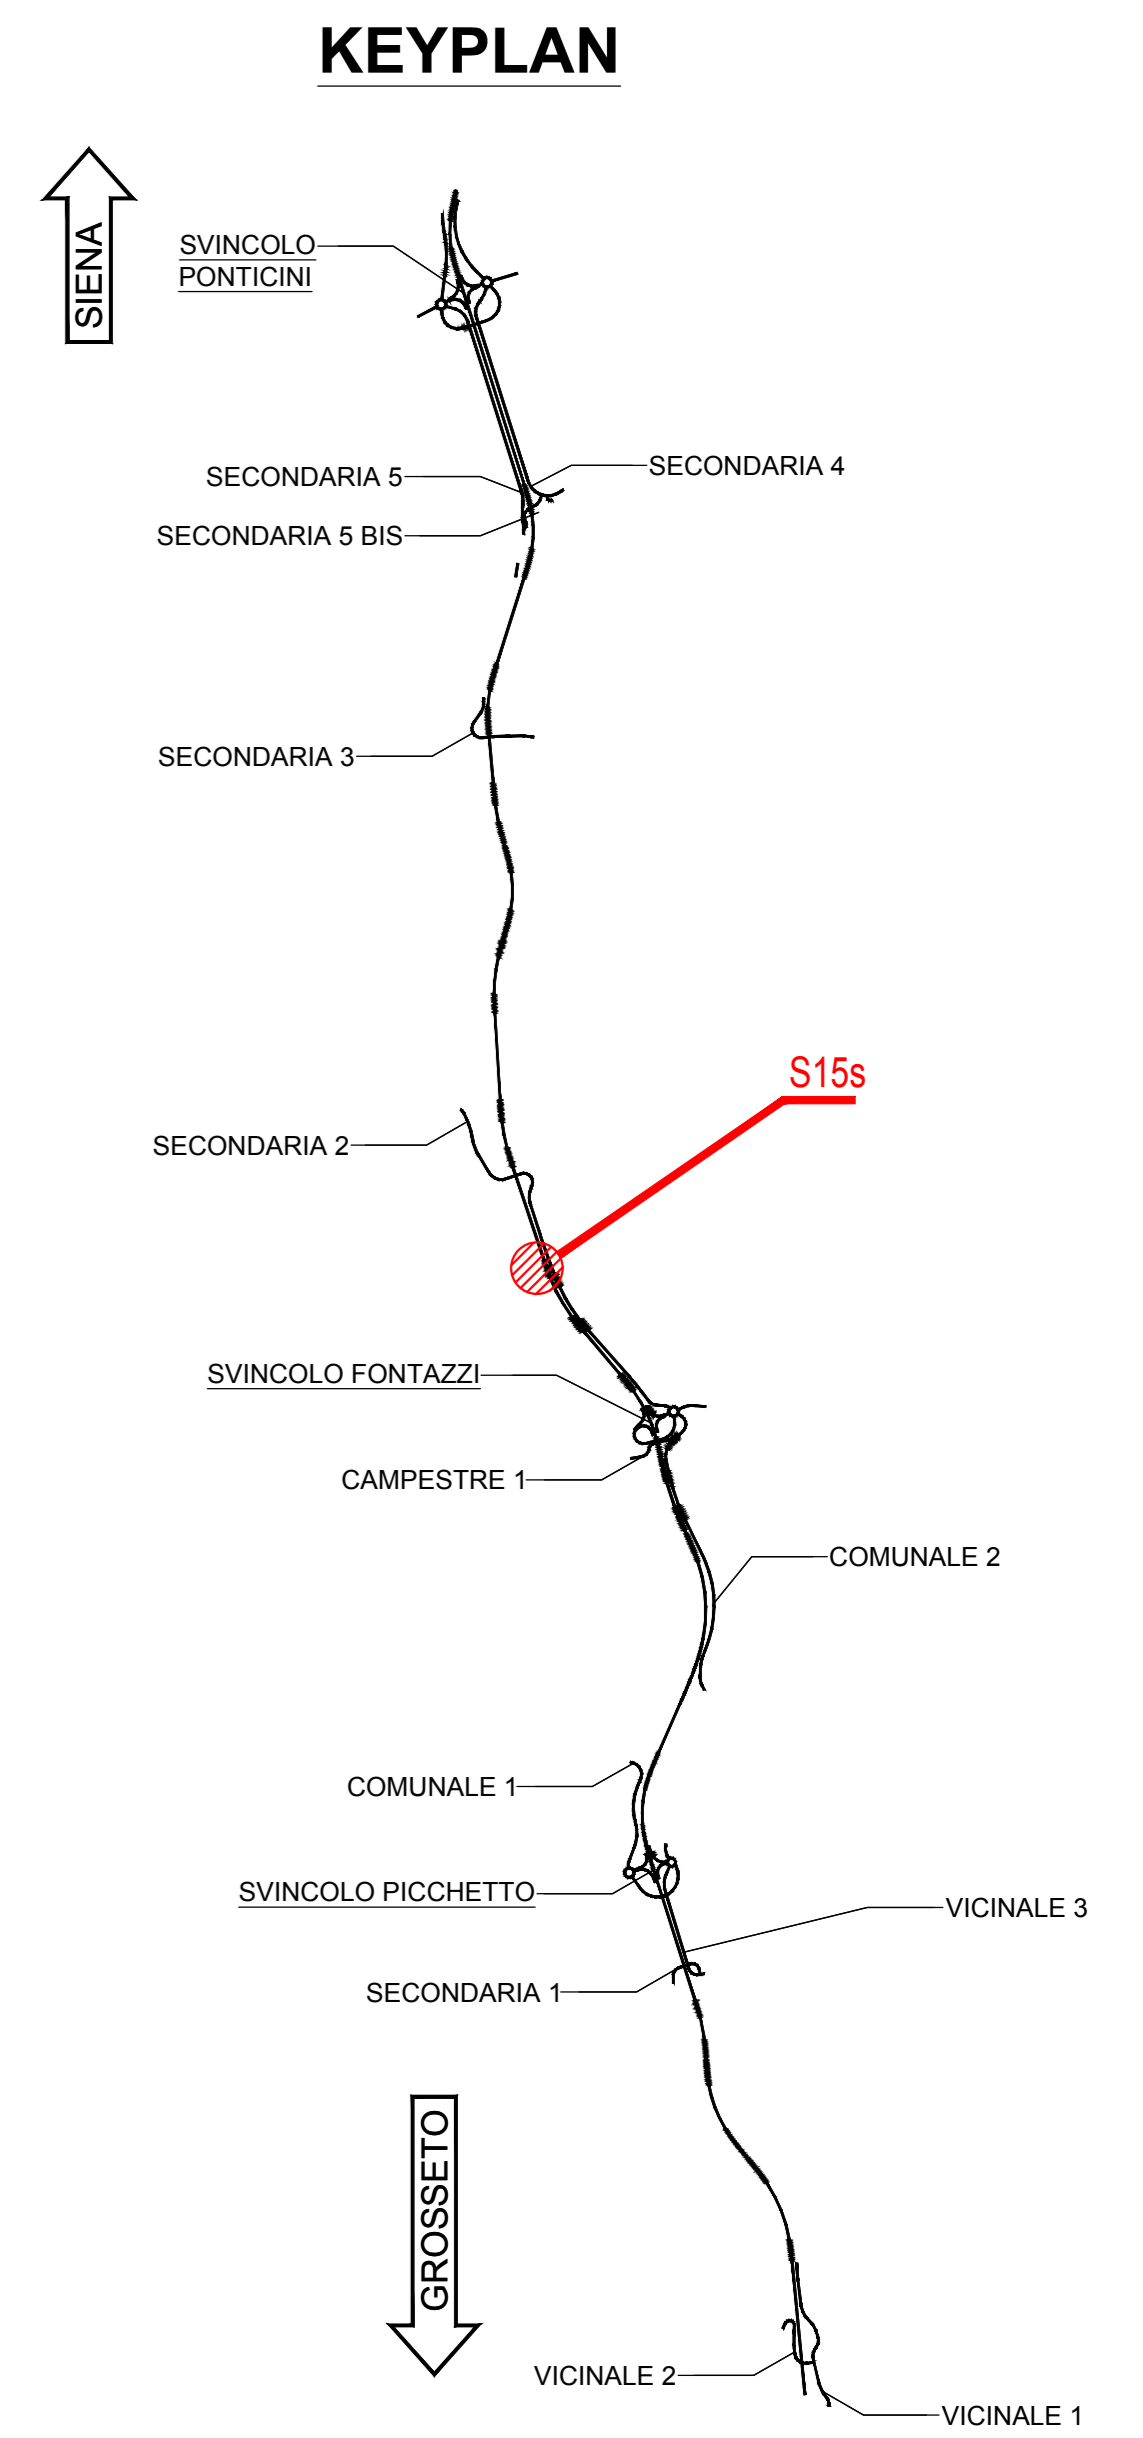 KEYPLAN
SIENA
SVINCOLO
PONTICINI
SECONDARIA 4
SECONDARIA 5
SECONDARIA 5 BIS
SECONDARIA 3
S15s
SECONDARIA 2
SVINCOLO FONTAZZI
CAMPESTRE 1
COMUNALE 2
COMUNALE 1
SVINCOLO PICCHETTO
VICINALE 3
SECONDARIA 1
GROSSETO
VICINALE 2
VICINALE 1